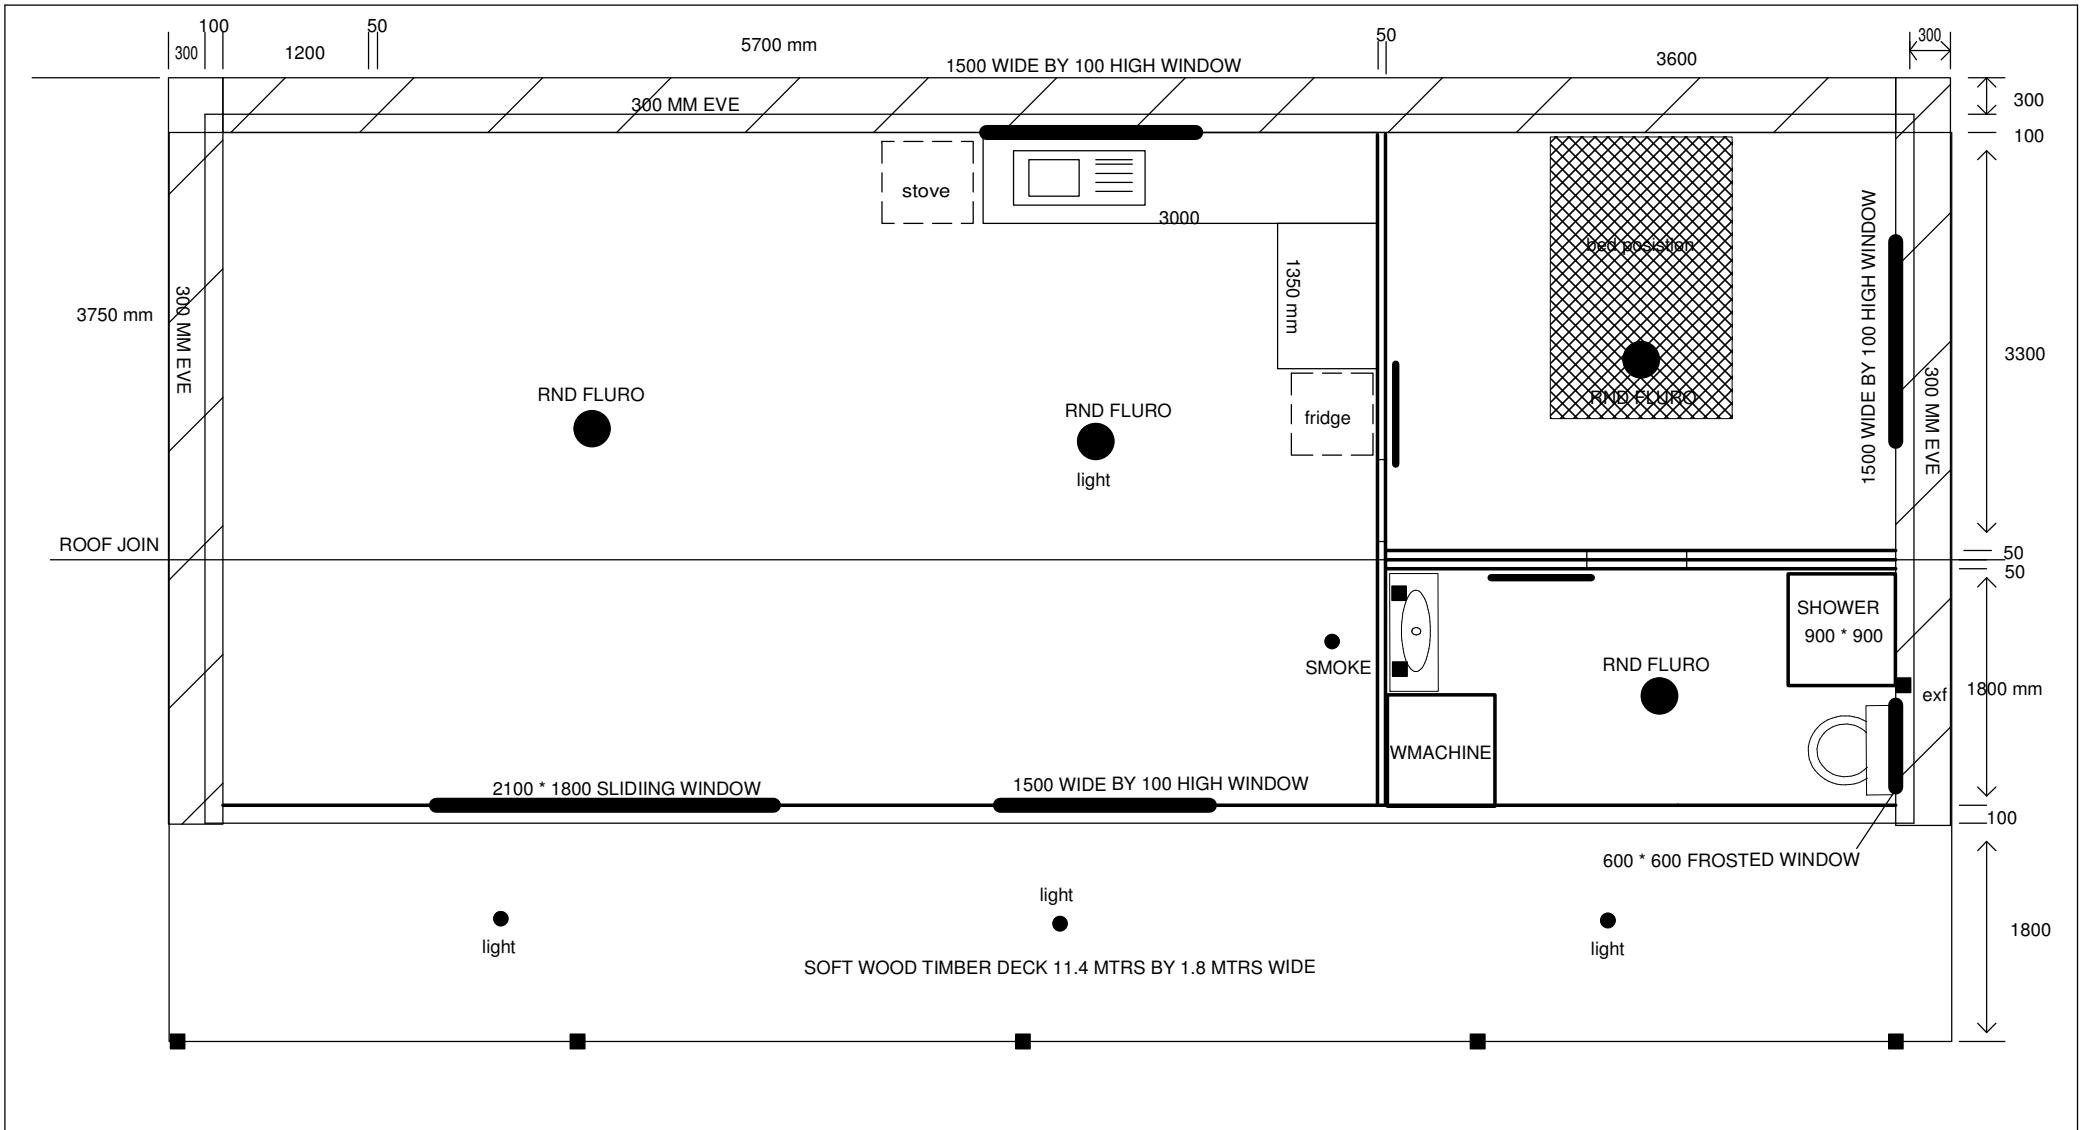 100
50
300
1200
5700 mm
50
3600
300
1500 WIDE BY 100 HIGH WINDOW
300 MM EVE
300
100
stove
3000
bed posistion
1500 WIDE BY 100 HIGH WINDOW
1350 mm
3750 mm
300 MM EVE
3300
300 MM EVE
RND FLURO
RND FLURO
light
fridge
RND FLURO
ROOF JOIN
50
50
SHOWER
900 * 900
SMOKE
RND FLURO
exf
1800 mm
WMACHINE
2100 * 1800 SLIDIING WINDOW
1500 WIDE BY 100 HIGH WINDOW
100
600 * 600 FROSTED WINDOW
light
light
light
1800
SOFT WOOD TIMBER DECK 11.4 MTRS BY 1.8 MTRS WIDE